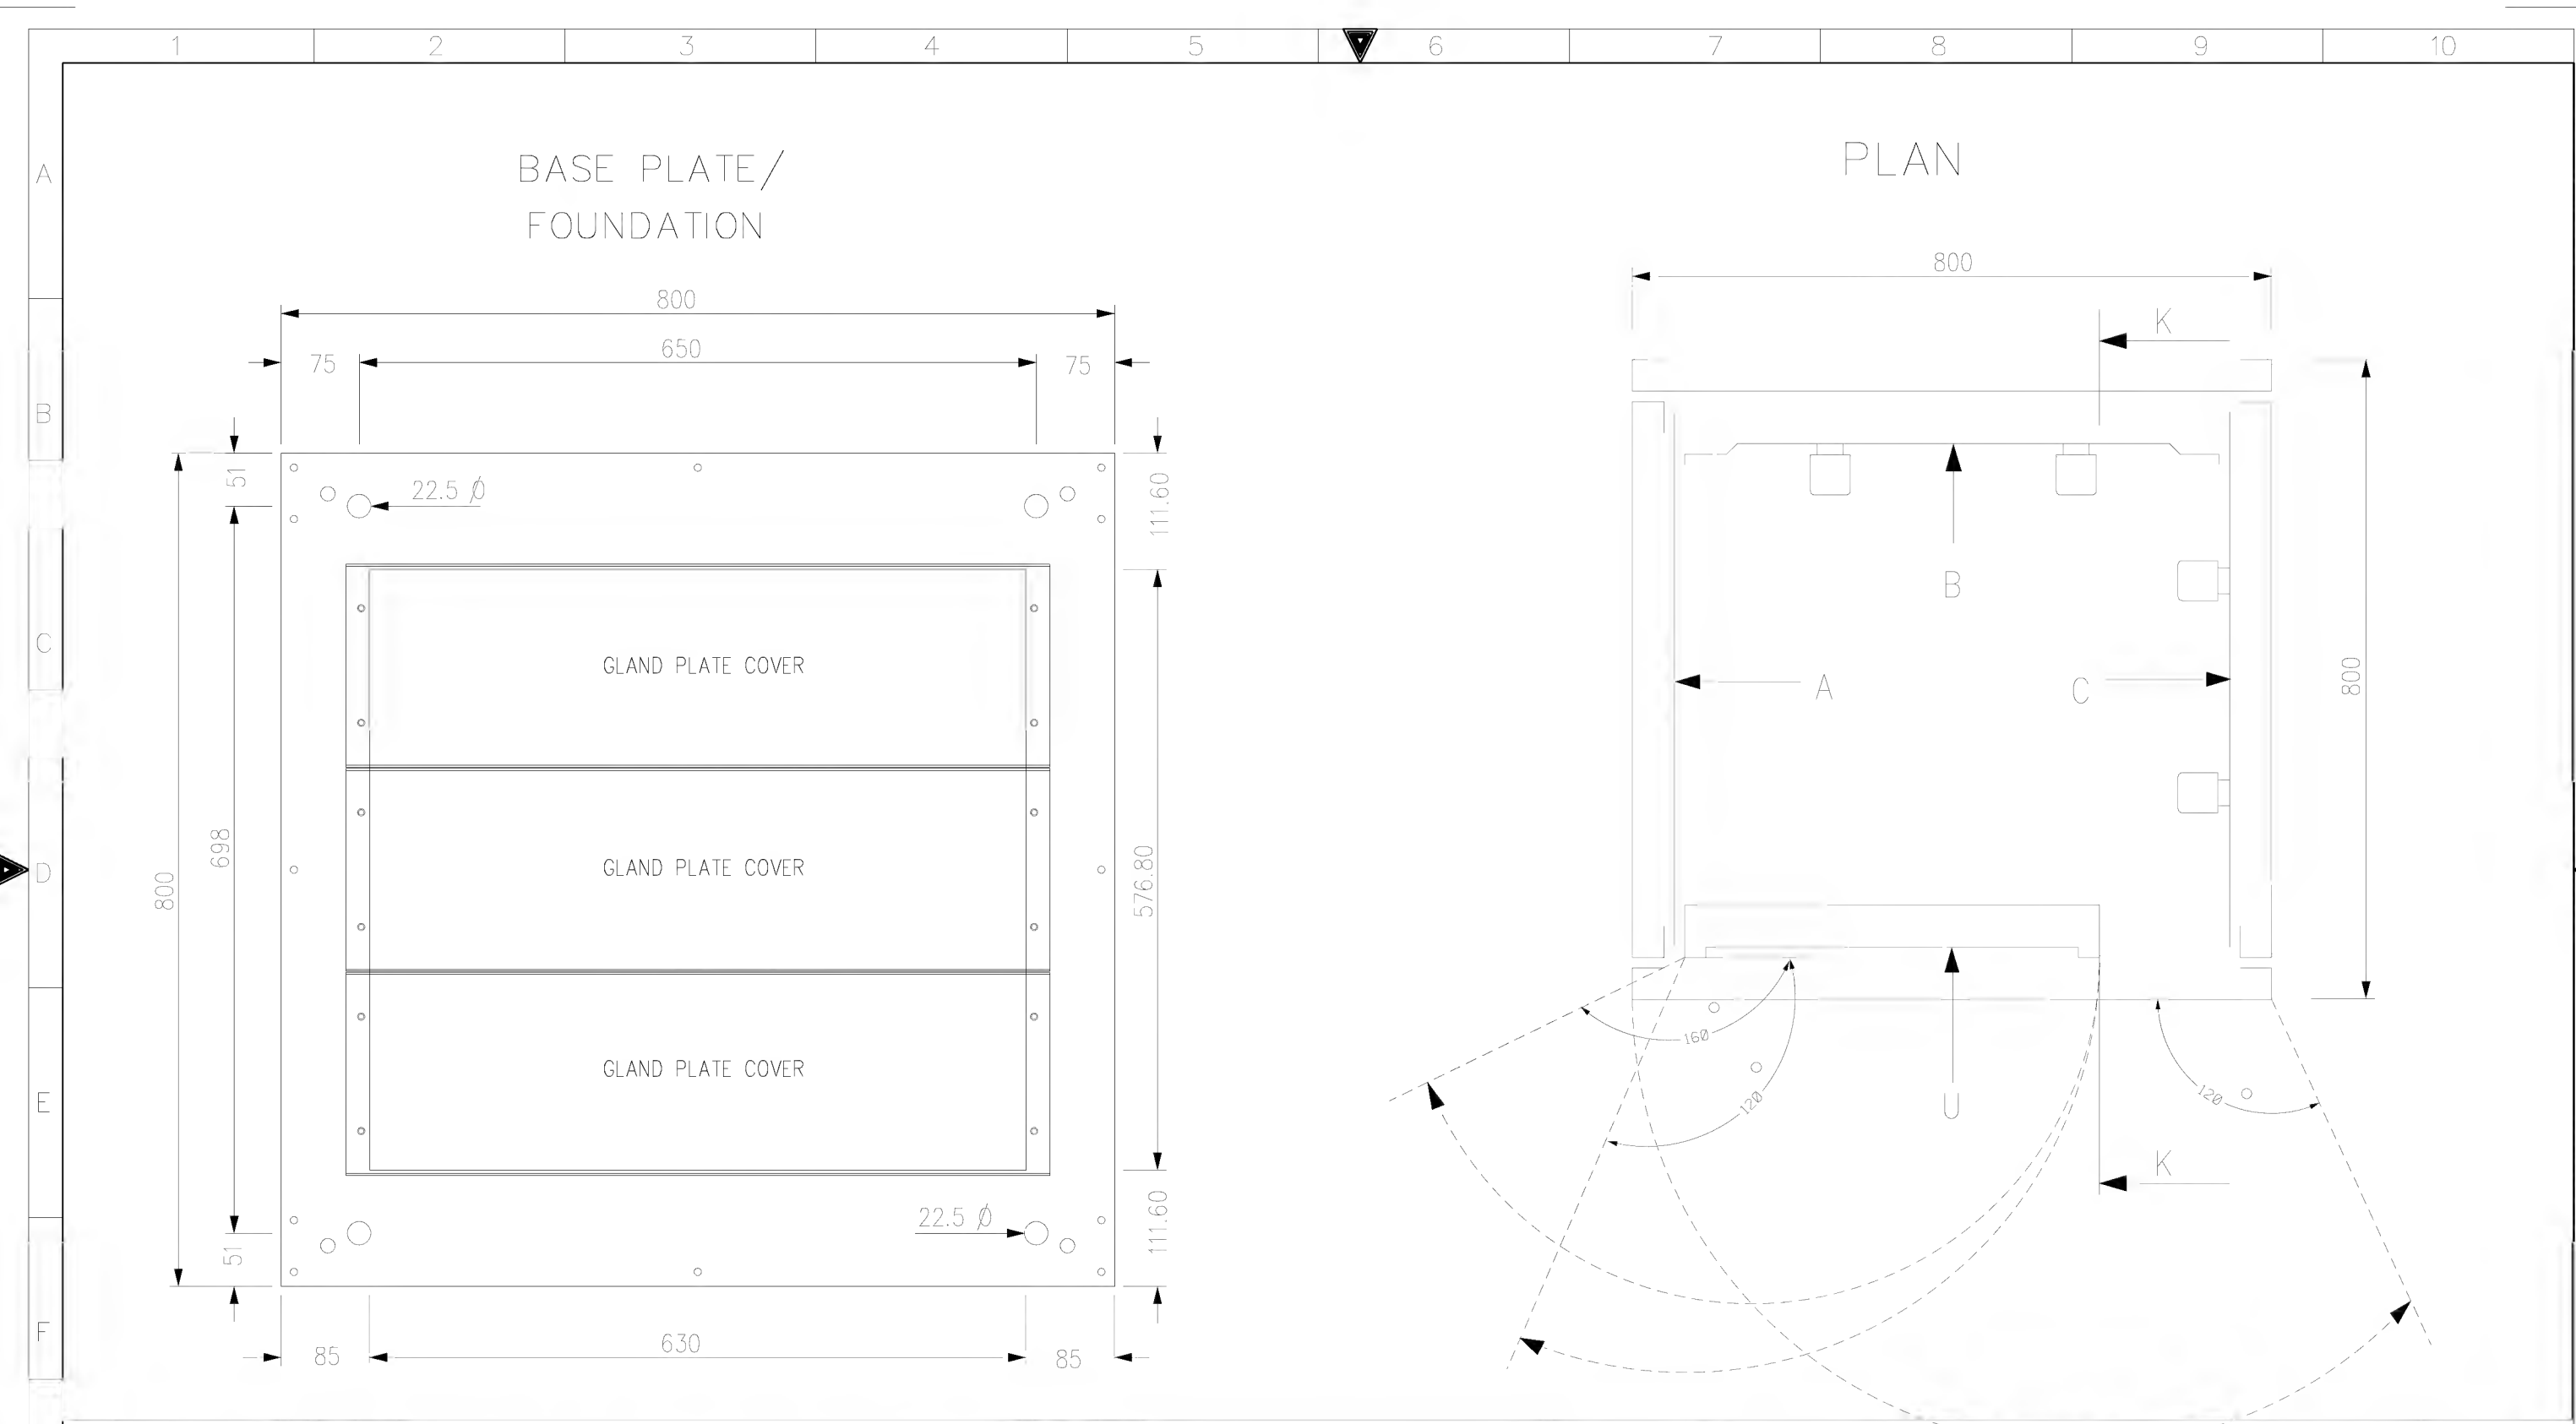 1 2 3 4 5 6 7 8 9 10
A
B
C
D
E
F
BASE PLATE/
FOUNDATION
800
650
75
75
51
22.5 Ø
111.60
GLAND PLATE COVER
698
800
GLAND PLATE COVER
576.80
GLAND PLATE COVER
22.5 Ø
51
111.60
85
630
85
PLAN
800
K
B
A
C
800
160
120
U
120
K